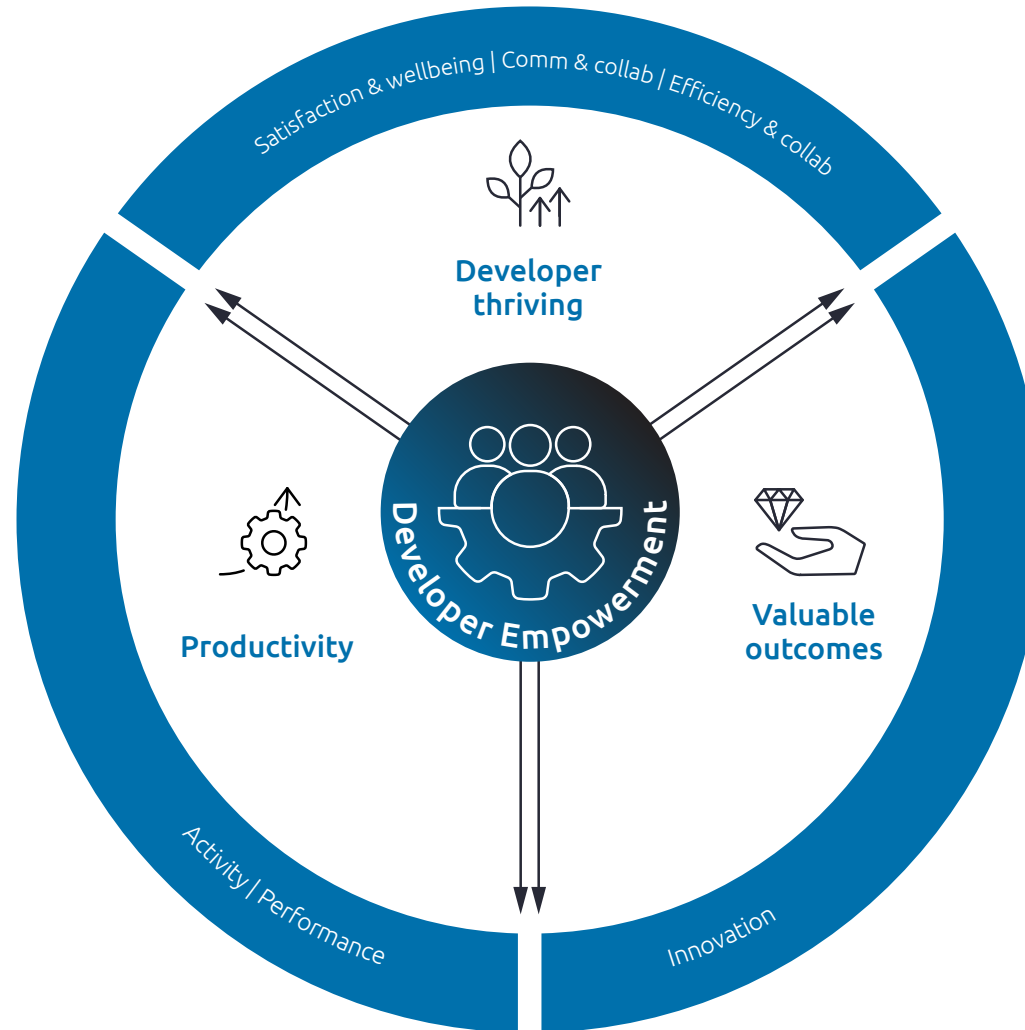 Satisfaction & wellbeing | Comm & collab | Efficiency & collab
Developer
thriving
Developer Empowerment
Productivity
Valuable
outcomes
Activity | Performance
Innovation